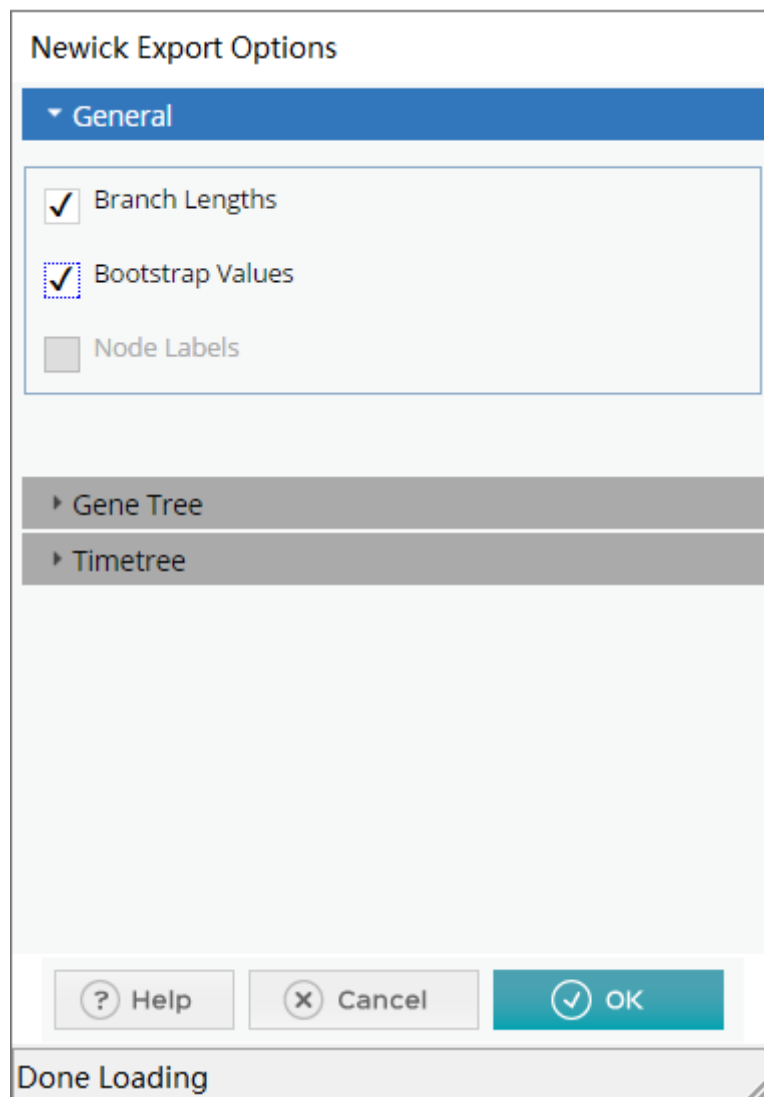 Newick Export Options
General
Branch Lengths
Bootstrap Values
Node Labels
Gene Tree
Timetree
? Help Cancel OK
Done Loading